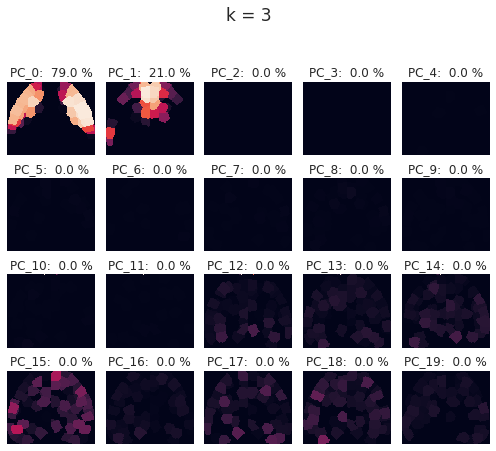 k = 3
PC_0:  79.0 %
PC_1:  21.0 %
PC_2:  0.0 %
PC_3:  0.0 %
PC_4:  0.0 %
PC_5:  0.0 %
PC_6:  0.0 %
PC_7:  0.0 %
PC_8:  0.0 %
PC_9:  0.0 %
PC_10:  0.0 %
PC_11:  0.0 %
PC_12:  0.0 %
PC_13:  0.0 %
PC_14:  0.0 %
PC_15:  0.0 %
PC_16:  0.0 %
PC_17:  0.0 %
PC_18:  0.0 %
PC_19:  0.0 %